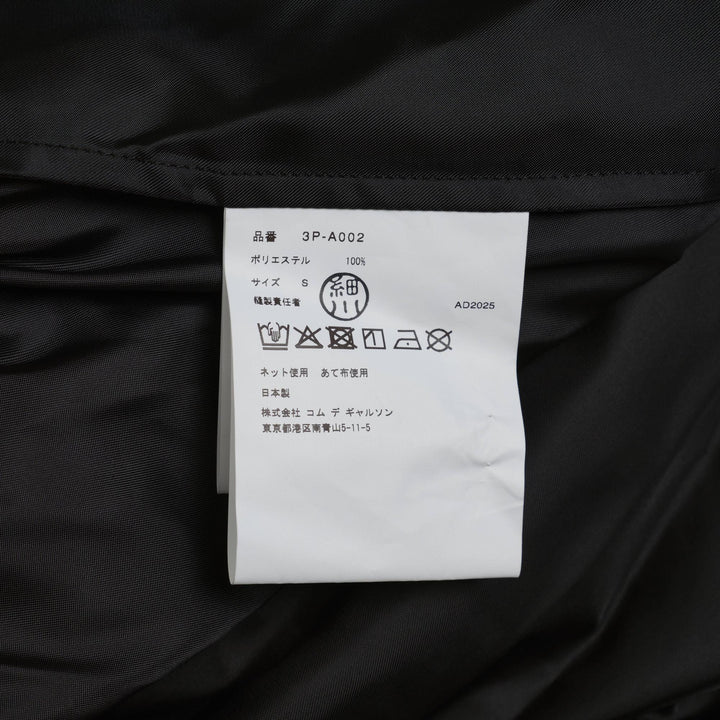 品番 3P-A002
ポリエステル 100%
サイズ S
縫製責任者 細川 AD2025
ネット使用 あて布使用
日本製
株式会社 コム デ ギャルソン
東京都港区南青山5-11-5